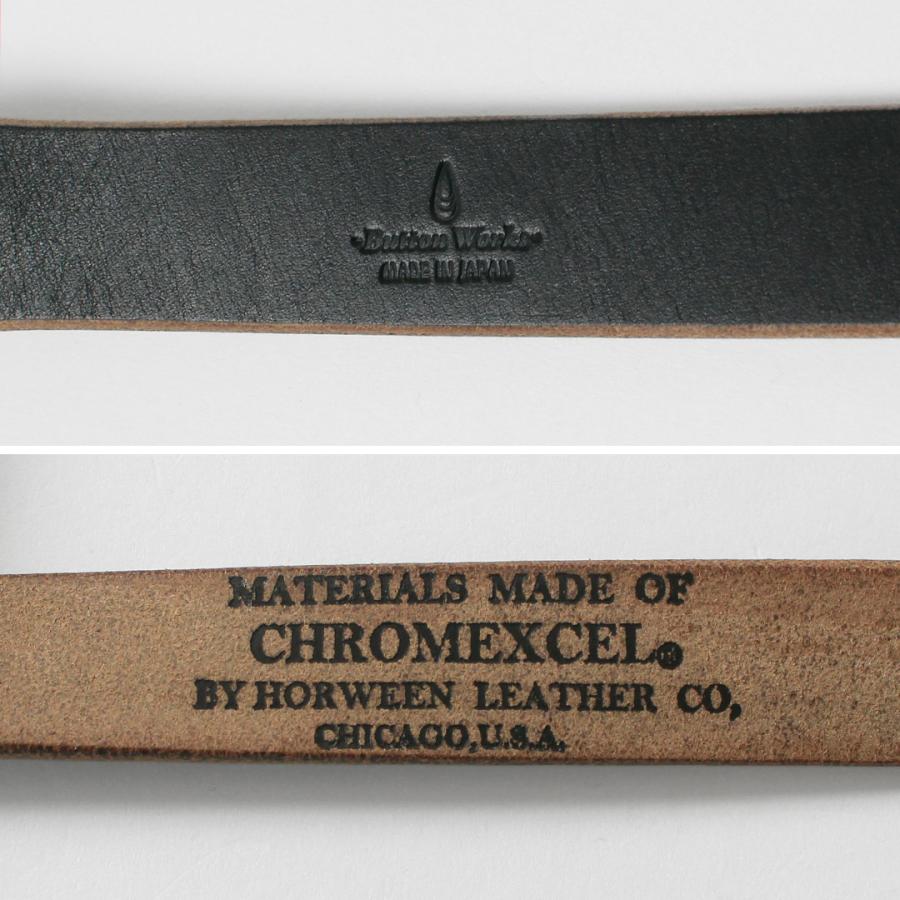 Button Works
MADE IN JAPAN
MATERIALS MADE OF
CHROMEXCEL®
BY HORWEEN LEATHER CO,
CHICAGO,U.S.A.